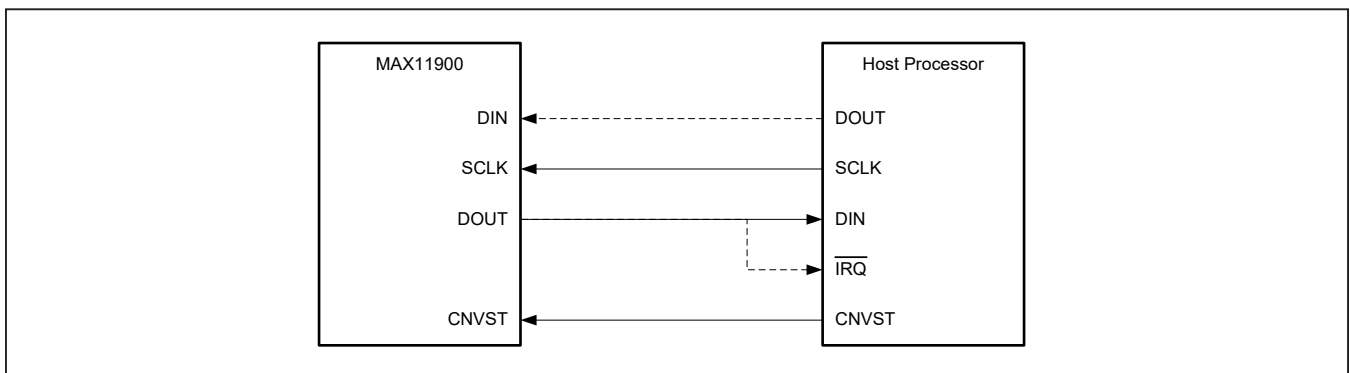 MAX11900 Host Processor
DIN DOUT
SCLK SCLK
DOUT DIN
IRQ
CNVST CNVST